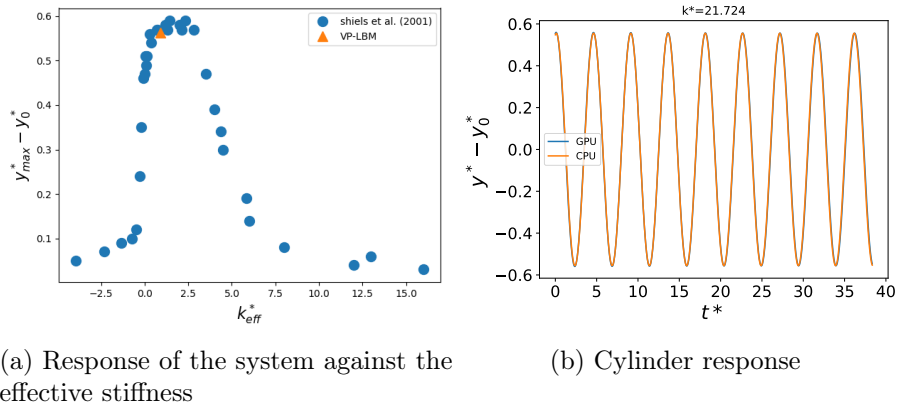 0.6
0.5
0.4
0.3
0.2
0.1
−2.5
0.0
2.5
5.0
7.5
10.0
12.5
15.0
y*max − y*0
k*eff
shiels et al. (2001)
VP-LBM
k*=21.724
0.6
0.4
0.2
0.0
−0.2
−0.4
−0.6
0
5
10
15
20
25
30
35
40
y* − y*0
t*
GPU
CPU
(a) Response of the system against the
effective stiffness
(b) Cylinder response